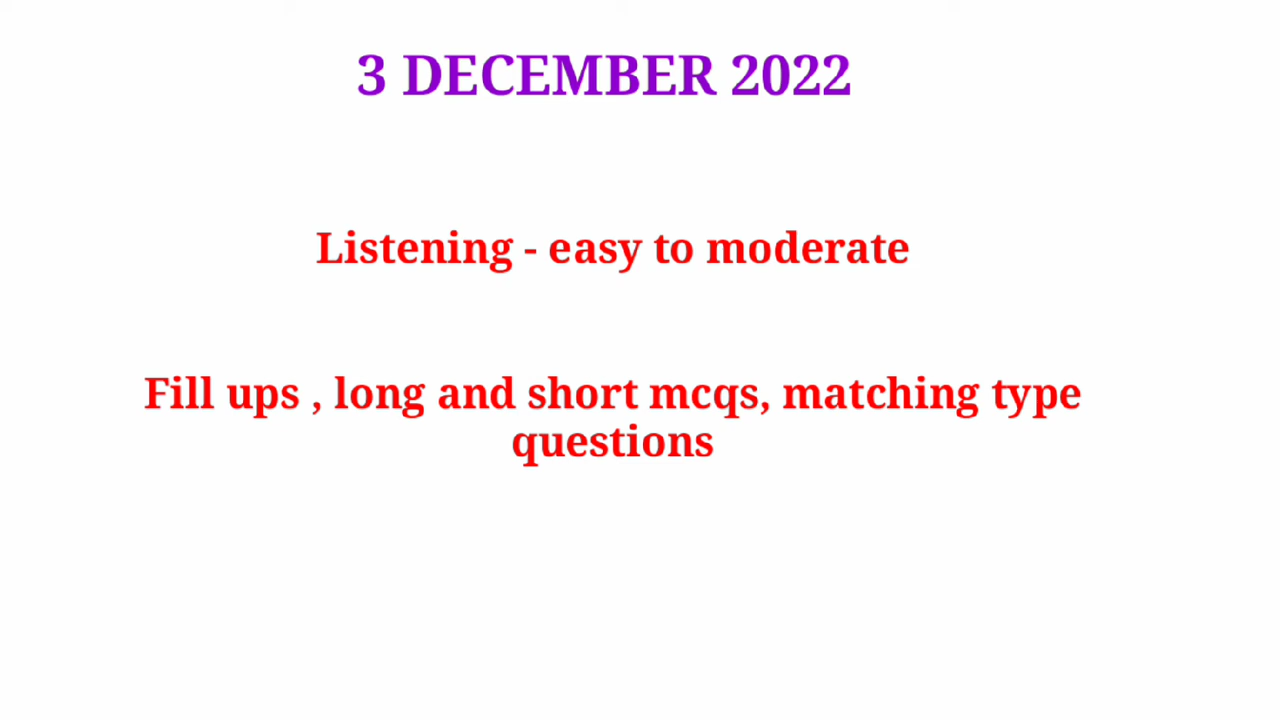 3 DECEMBER 2022
Listening - easy to moderate
Fill ups , long and short mcqs, matching type
questions